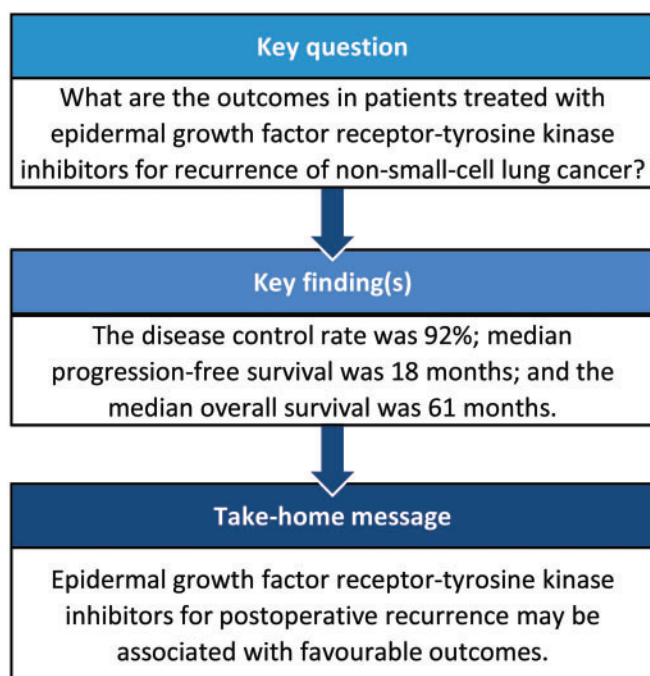 Key question
What are the outcomes in patients treated with
epidermal growth factor receptor-tyrosine kinase
inhibitors for recurrence of non-small-cell lung cancer?
Key finding(s)
The disease control rate was 92%; median
progression-free survival was 18 months; and the
median overall survival was 61 months.
Take-home message
Epidermal growth factor receptor-tyrosine kinase
inhibitors for postoperative recurrence may be
associated with favourable outcomes.